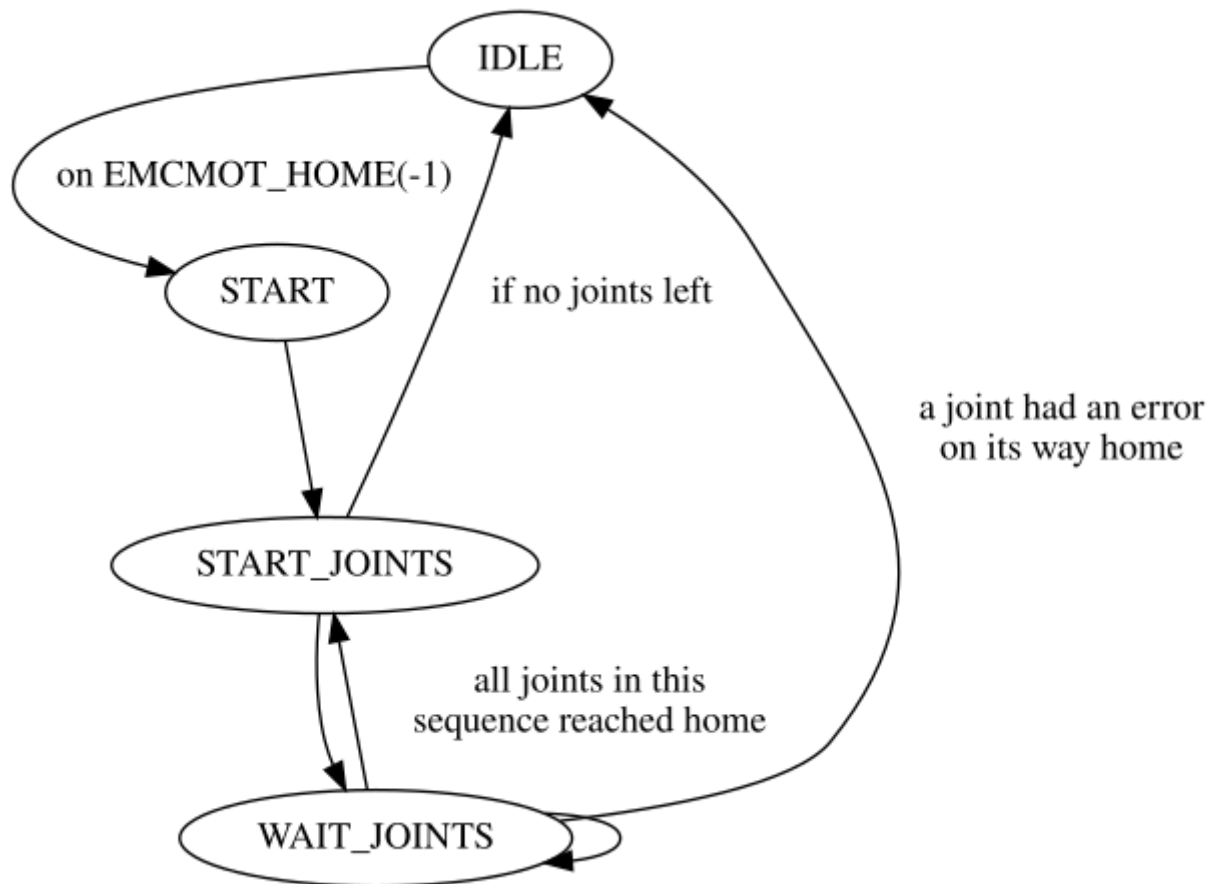 IDLE
on EMCMOT_HOME(-1)
START
if no joints left
a joint had an error
on its way home
START_JOINTS
all joints in this
sequence reached home
WAIT_JOINTS